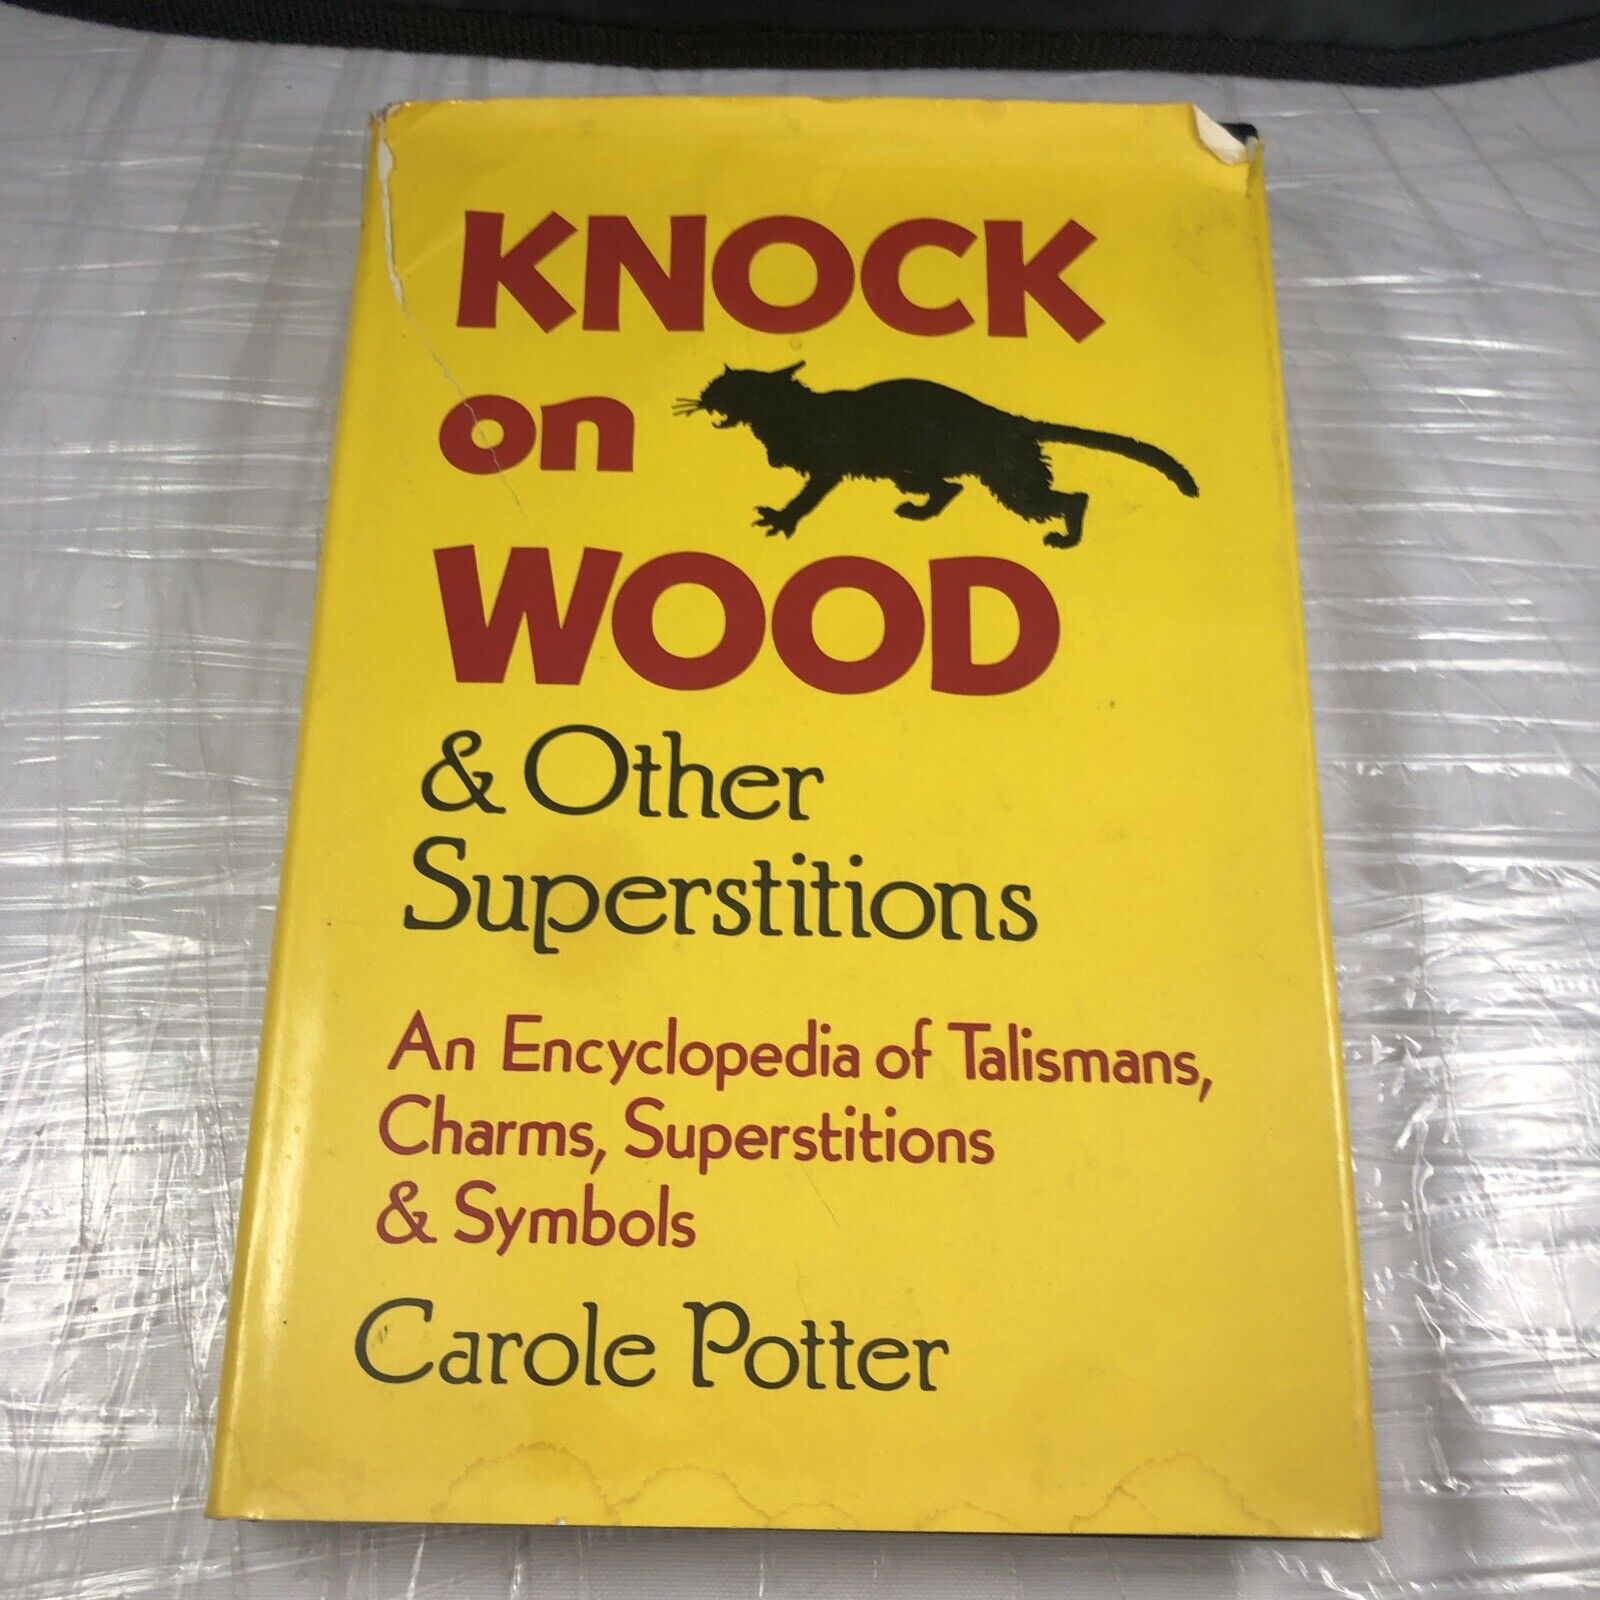 KNOCK
on
WOOD
& Other
Superstitions
An Encyclopedia of Talismans,
Charms, Superstitions
& Symbols
Carole Potter